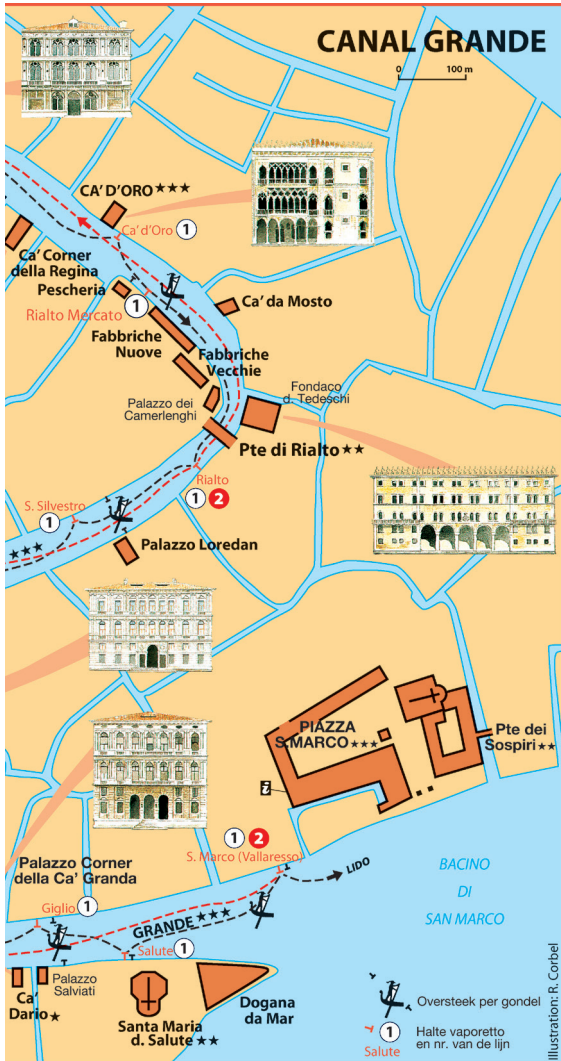 CANAL GRANDE
0 100 m
CA' D'ORO ★★★
Ca' d'Oro 1
Ca' Corner
della Regina
Pescheria
1
Rialto Mercato
Ca' da Mosto
Fabbriche
Nuove
Fabbriche
Vecchie
Fondaco
d. Tedeschi
Palazzo dei
Camerlenghi
Pte di Rialto ★★
Rialto
1 2
S. Silvestro
1
★★★
Palazzo Loredan
PIAZZA
S. MARCO ★★★
Pte dei
Sospiri ★★
i
1 2
S. Marco (Vallaresso)
LIDO
Palazzo Corner
della Ca' Granda
BACINO
DI
SAN MARCO
Giglio 1
GRANDE ★★★
Salute 1
Palazzo
Salviati
Ca'
Dario ★
Santa Maria
d. Salute ★★
Dogana
da Mar
Oversteek per gondel
1
Salute
Halte vaporetto
en nr. van de lijn
Illustration: R. Corbel